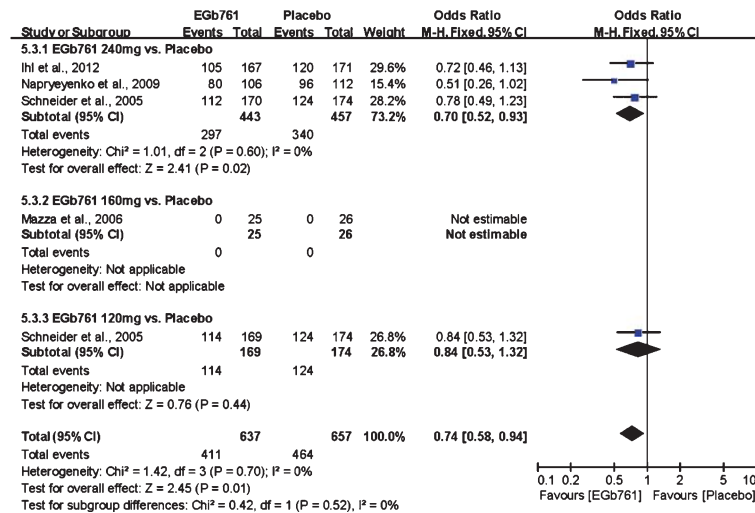 EGb761 Placebo Odds Ratio Odds Ratio
Study or Subgroup Events Total Events Total Weight M-H. Fixed. 95% CI M-H. Fixed. 95% CI
5.3.1 EGb761 240mg vs. Placebo
Ihl et al., 2012 105 167 120 171 29.6% 0.72 [0.46, 1.13]
Napryeyenko et al., 2009 80 106 96 112 15.4% 0.51 [0.26, 1.02]
Schneider et al., 2005 112 170 124 174 28.2% 0.78 [0.49, 1.23]
Subtotal (95% CI) 443 457 73.2% 0.70 [0.52, 0.93]
Total events 297 340
Heterogeneity: Chi² = 1.01, df = 2 (P = 0.60); I² = 0%
Test for overall effect: Z = 2.41 (P = 0.02)
5.3.2 EGb761 160mg vs. Placebo
Mazza et al., 2006 0 25 0 26 Not estimable
Subtotal (95% CI) 25 26 Not estimable
Total events 0 0
Heterogeneity: Not applicable
Test for overall effect: Not applicable
5.3.3 EGb761 120mg vs. Placebo
Schneider et al., 2005 114 169 124 174 26.8% 0.84 [0.53, 1.32]
Subtotal (95% CI) 169 174 26.8% 0.84 [0.53, 1.32]
Total events 114 124
Heterogeneity: Not applicable
Test for overall effect: Z = 0.76 (P = 0.44)
Total (95% CI) 637 657 100.0% 0.74 [0.58, 0.94]
Total events 411 464
Heterogeneity: Chi² = 1.42, df = 3 (P = 0.70); I² = 0%
Test for overall effect: Z = 2.45 (P = 0.01)
Test for subgroup differences: Chi² = 0.42, df = 1 (P = 0.52), I² = 0%
0.1 0.2 0.5 1 2 5 10
Favours [EGb761] Favours [Placebo]